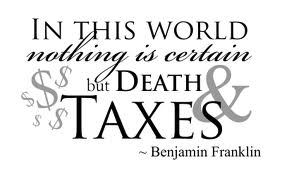 IN THIS WORLD
nothing is certain
but DEATH &
$$$$$ TAXES
~ Benjamin Franklin